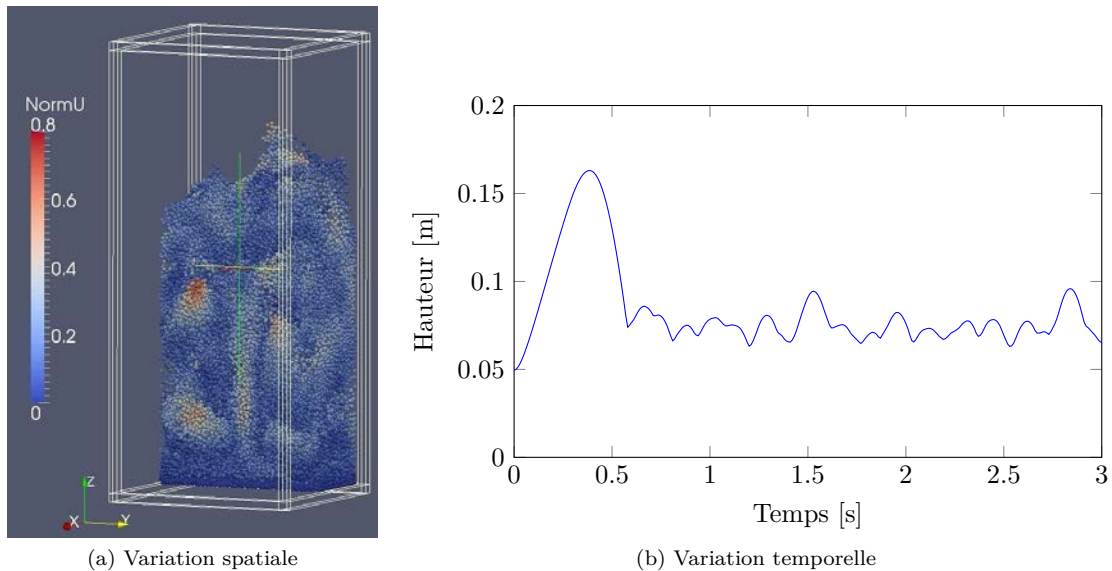 NormU
0.8
0.6
0.4
0.2
0
Z
X
Y
(a) Variation spatiale
Hauteur [m]
0.2
0.15
0.1
0.05
0
0
0.5
1
1.5
2
2.5
3
Temps [s]
(b) Variation temporelle